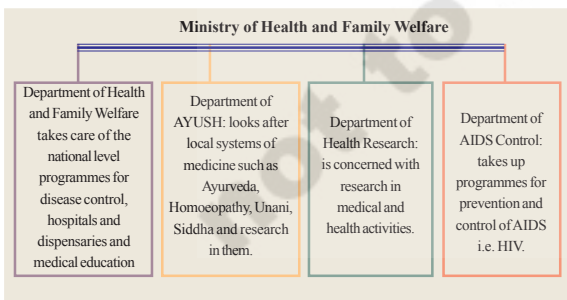 Ministry of Health and Family Welfare
Department of Health
and Family Welfare
takes care of the
national level
programmes for
disease control,
hospitals and
dispensaries and
medical education
Department of
AYUSH: looks after
local systems of
medicine such as
Ayurveda,
Homoeopathy, Unani,
Siddha and research
in them.
Department of
Health Research:
is concerned with
research in
medical and
health activities.
Department of
AIDS Control:
takes up
programmes for
prevention and
control of AIDS
i.e. HIV.
not to